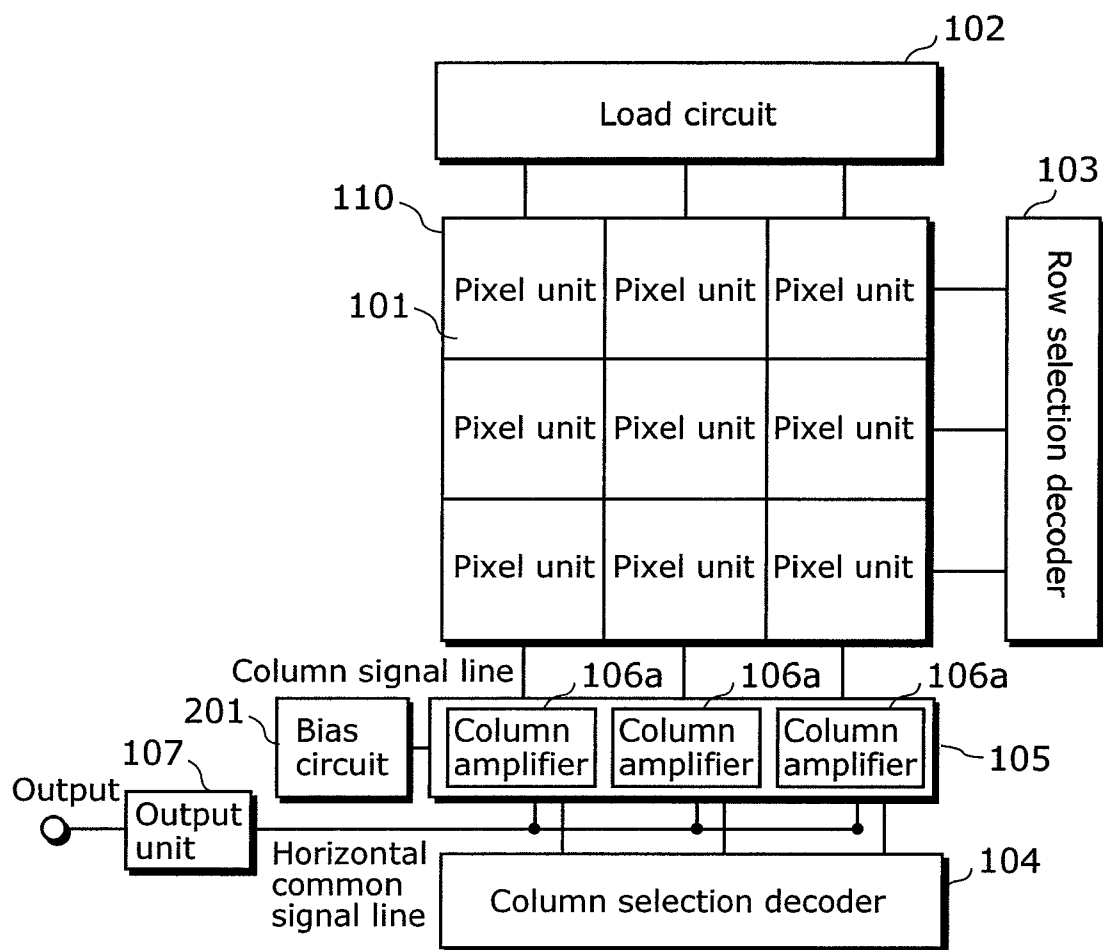 102
Load circuit
110
103
Pixel unit Pixel unit Pixel unit
101
Row selection decoder
Pixel unit Pixel unit Pixel unit
Pixel unit Pixel unit Pixel unit
Column signal line
106a 106a 106a
201
Bias
circuit
Column
amplifier
Column
amplifier
Column
amplifier
105
107
Output
Output
unit
Horizontal
common
signal line
104
Column selection decoder